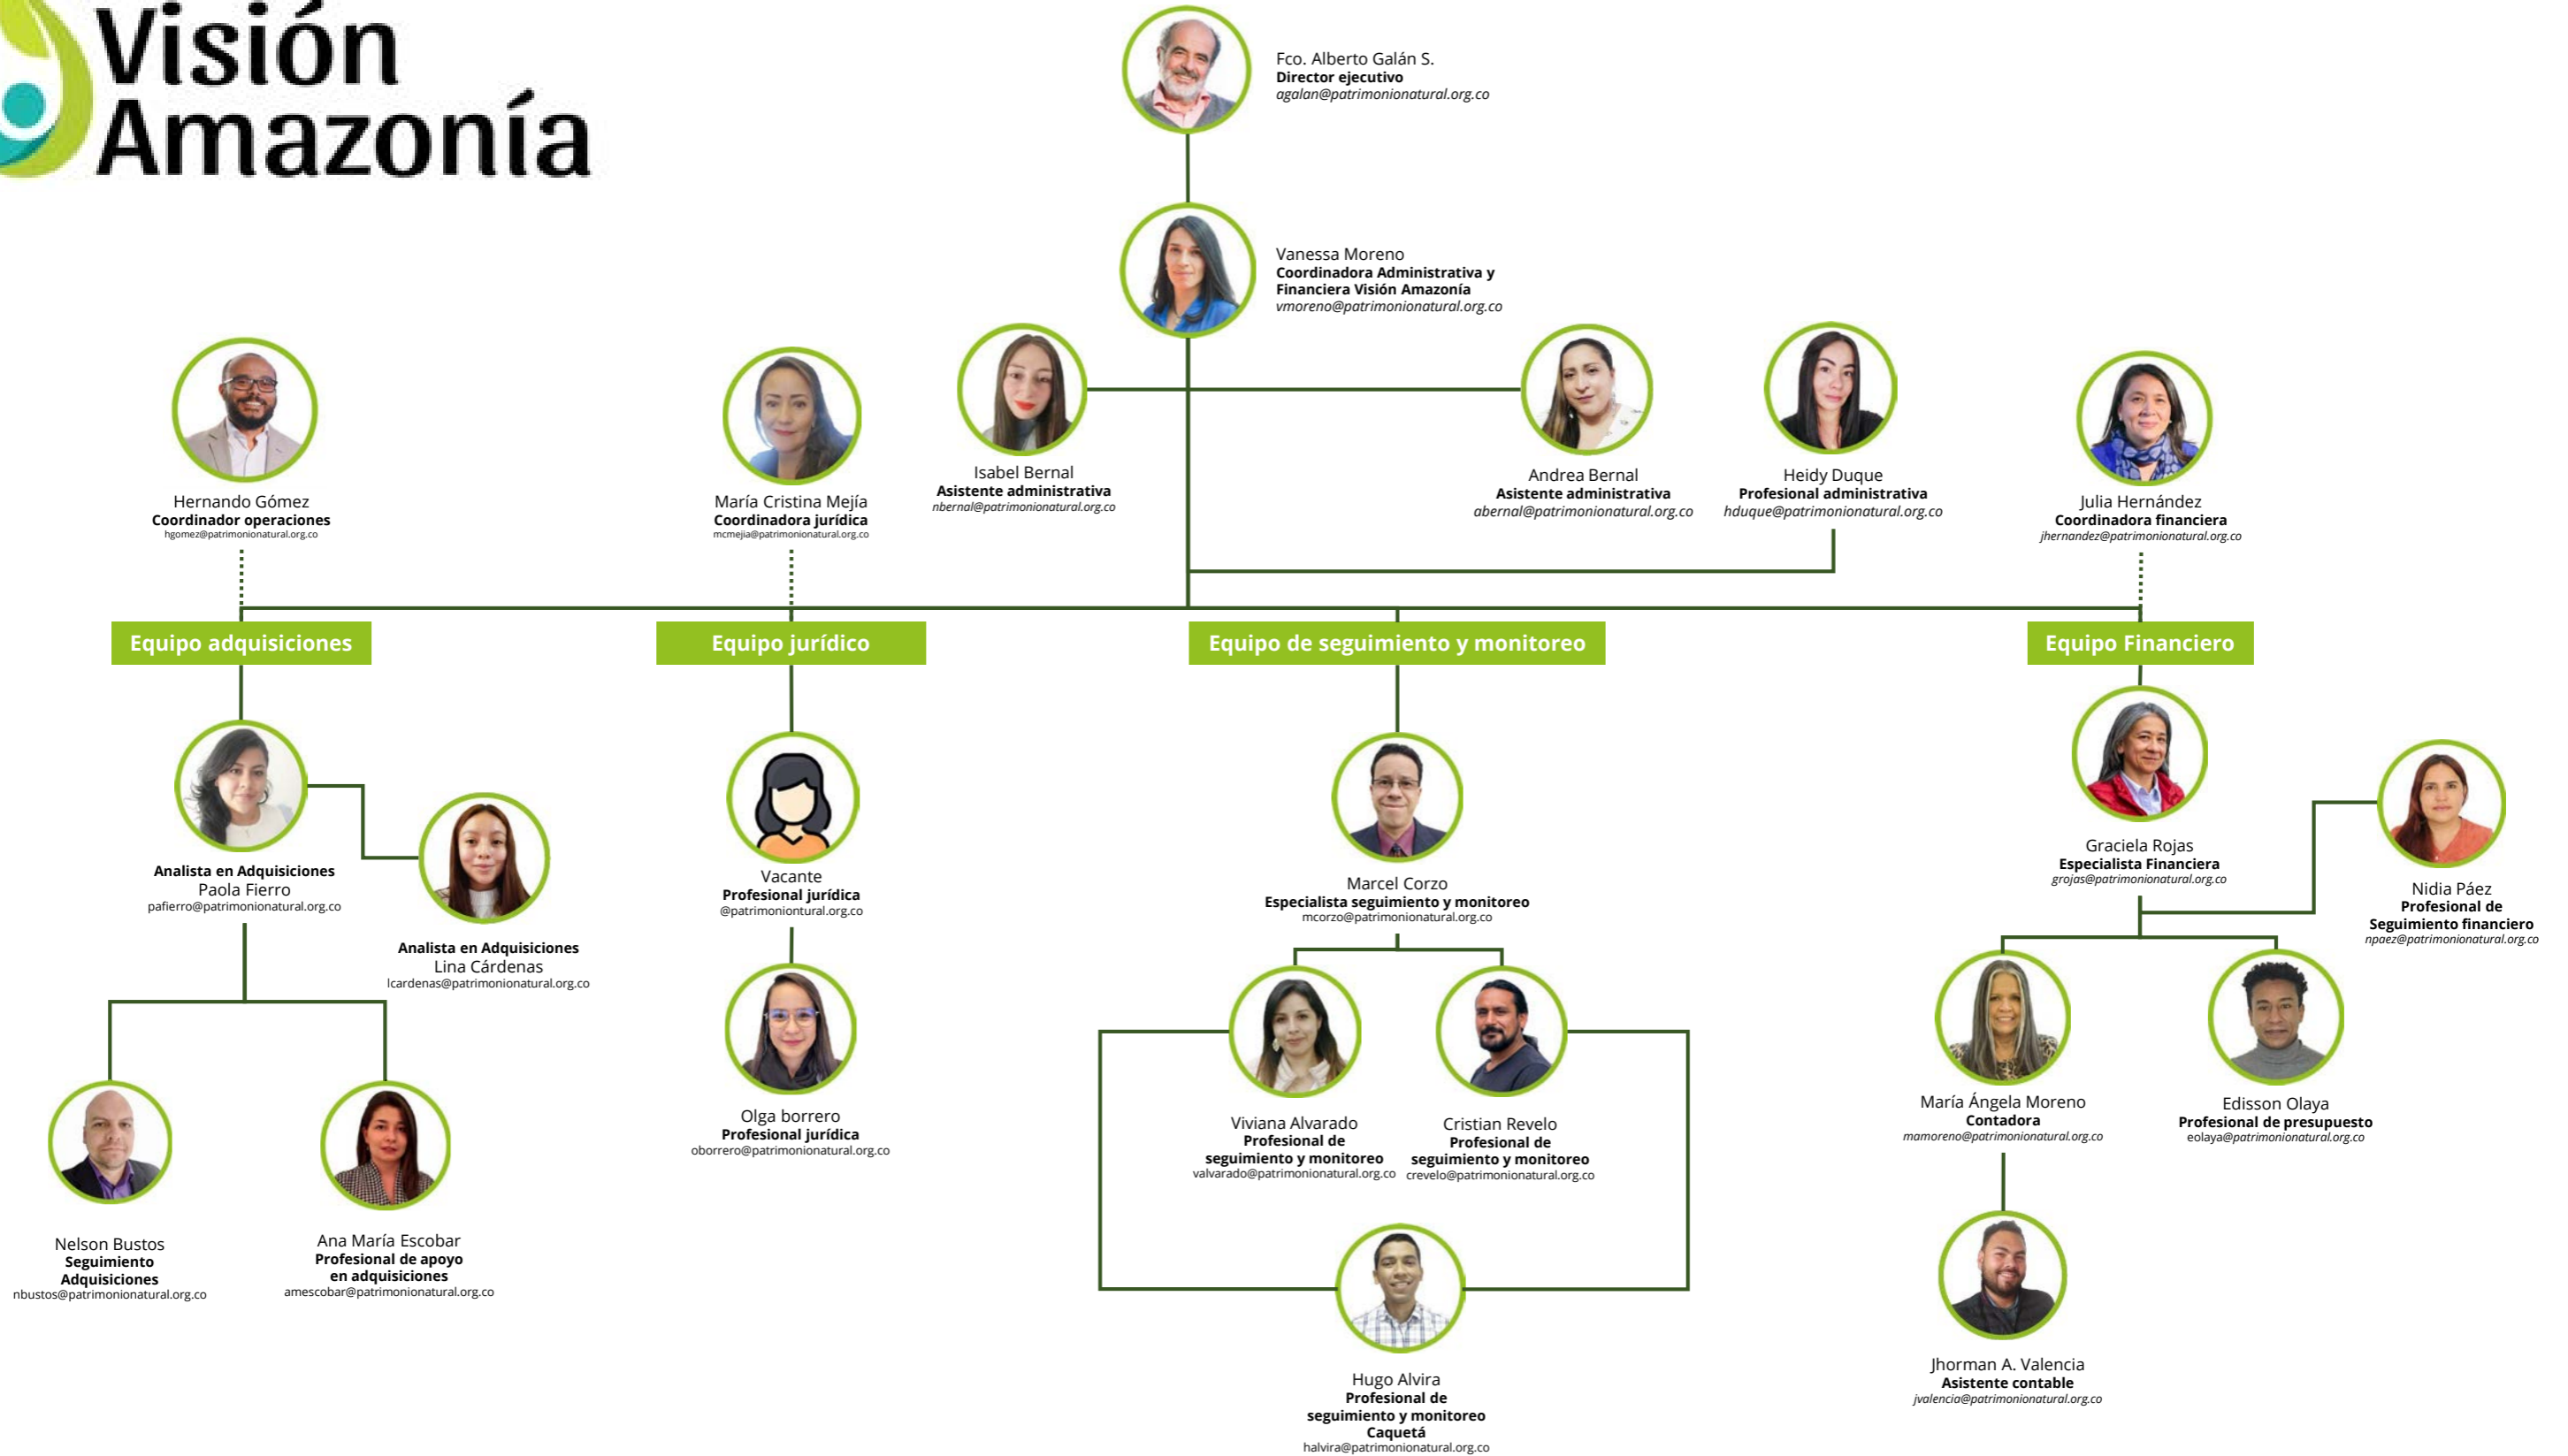 Visión
Amazonía
Fco. Alberto Galán S.
Director ejecutivo
agalan@patrimonionatural.org.co
Vanessa Moreno
Coordinadora Administrativa y
Financiera Visión Amazonía
vmoreno@patrimonionatural.org.co
Hernando Gómez
Coordinador operaciones
hgomez@patrimonionatural.org.co
María Cristina Mejía
Coordinadora jurídica
mcmejia@patrimonionatural.org.co
Isabel Bernal
Asistente administrativa
nbernal@patrimonionatural.org.co
Andrea Bernal
Asistente administrativa
abernal@patrimonionatural.org.co
Heidy Duque
Profesional administrativa
hduque@patrimonionatural.org.co
Julia Hernández
Coordinadora financiera
jhernandez@patrimonionatural.org.co
Equipo adquisiciones
Equipo jurídico
Equipo de seguimiento y monitoreo
Equipo Financiero
Analista en Adquisiciones
Paola Fierro
pafierro@patrimonionatural.org.co
Analista en Adquisiciones
Lina Cárdenas
lcardenas@patrimonionatural.org.co
Nelson Bustos
Seguimiento
Adquisiciones
nbustos@patrimonionatural.org.co
Ana María Escobar
Profesional de apoyo
en adquisiciones
amescobar@patrimonionatural.org.co
Vacante
Profesional jurídica
@patrimoniontural.org.co
Olga borrero
Profesional jurídica
oborrero@patrimonionatural.org.co
Marcel Corzo
Especialista seguimiento y monitoreo
mcorzo@patrimonionatural.org.co
Viviana Alvarado
Profesional de
seguimiento y monitoreo
valvarado@patrimonionatural.org.co
Cristian Revelo
Profesional de
seguimiento y monitoreo
crevelo@patrimonionatural.org.co
Hugo Alvira
Profesional de
seguimiento y monitoreo
Caquetá
halvira@patrimonionatural.org.co
Graciela Rojas
Especialista Financiera
grojas@patrimonionatural.org.co
Nidia Páez
Profesional de
Seguimiento financiero
npaez@patrimonionatural.org.co
María Ángela Moreno
Contadora
mamoreno@patrimonionatural.org.co
Edisson Olaya
Profesional de presupuesto
eolaya@patrimonionatural.org.co
Jhorman A. Valencia
Asistente contable
jvalencia@patrimonionatural.org.co